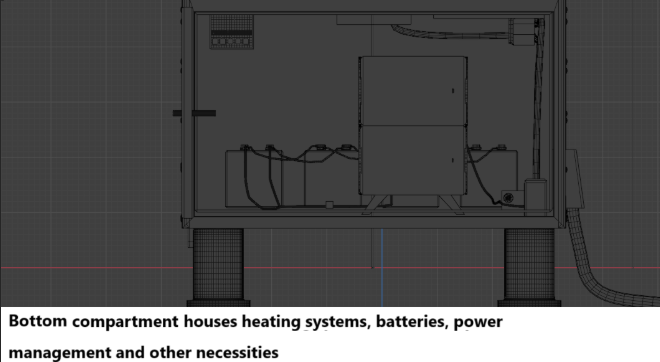 Bottom compartment houses heating systems, batteries, power
management and other necessities